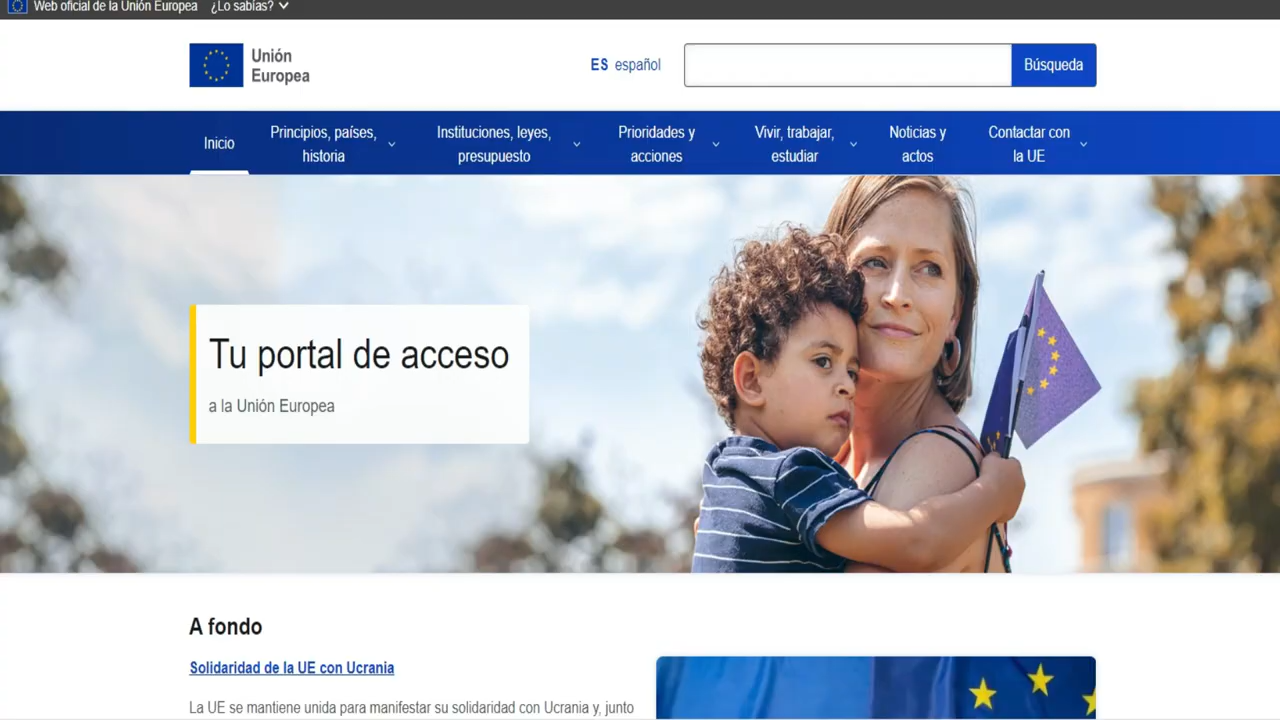 Web oficial de la Unión Europea ¿Lo sabías?
Unión
Europea
ES español
Búsqueda
Inicio
Principios, países,
historia
Instituciones, leyes,
presupuesto
Prioridades y
acciones
Vivir, trabajar,
estudiar
Noticias y
actos
Contactar con
la UE
Tu portal de acceso
a la Unión Europea
A fondo
Solidaridad de la UE con Ucrania
La UE se mantiene unida para manifestar su solidaridad con Ucrania y, junto